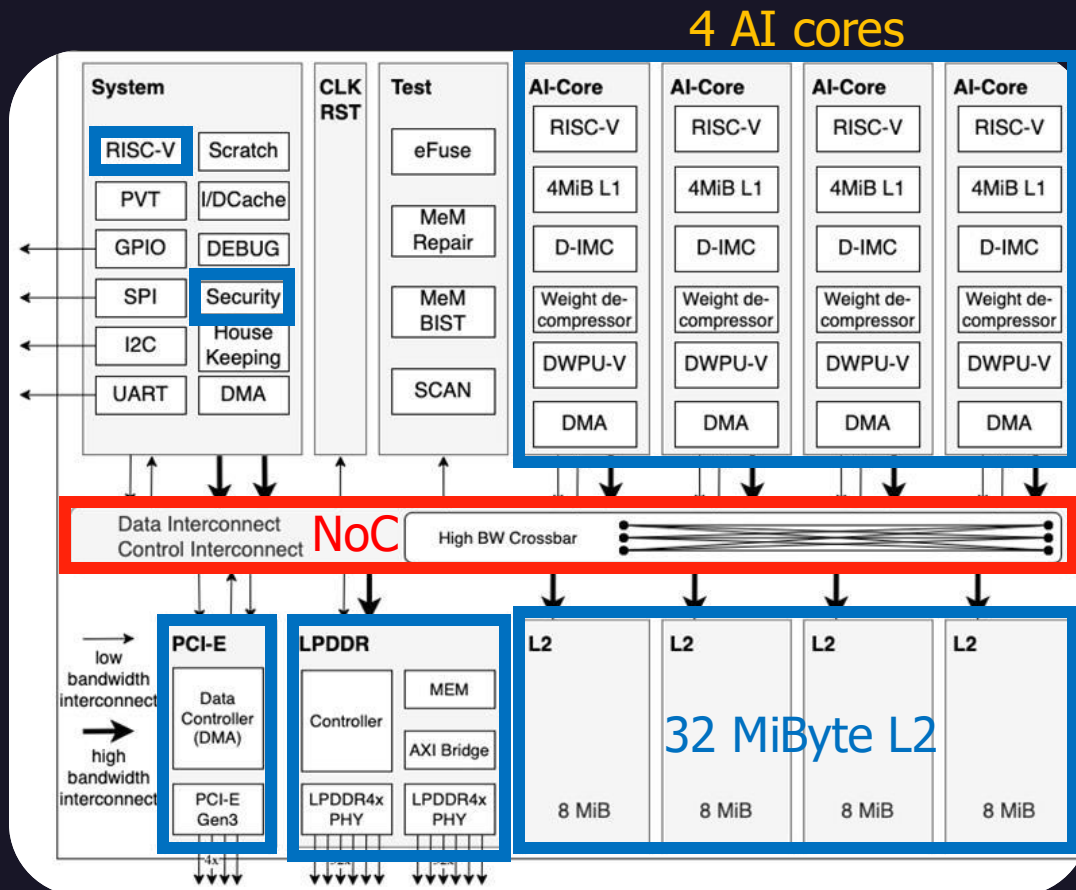 4 AI cores
System
RISC-V
Scratch
PVT
I/DCache
GPIO
DEBUG
SPI
Security
I2C
House
Keeping
UART
DMA
CLK
RST
Test
eFuse
MeM
Repair
MeM
BIST
SCAN
AI-Core
RISC-V
4MiB L1
D-IMC
Weight de-
compressor
DWPU-V
DMA
AI-Core
RISC-V
4MiB L1
D-IMC
Weight de-
compressor
DWPU-V
DMA
AI-Core
RISC-V
4MiB L1
D-IMC
Weight de-
compressor
DWPU-V
DMA
AI-Core
RISC-V
4MiB L1
D-IMC
Weight de-
compressor
DWPU-V
DMA
Data Interconnect
Control Interconnect
NoC
High BW Crossbar
low
bandwidth
interconnect
high
bandwidth
interconnect
PCI-E
Data
Controller
(DMA)
PCI-E
Gen3
4x
LPDDR
Controller
MEM
AXI Bridge
LPDDR4x
PHY
LPDDR4x
PHY
L2
L2
L2
L2
32 MiByte L2
8 MiB
8 MiB
8 MiB
8 MiB